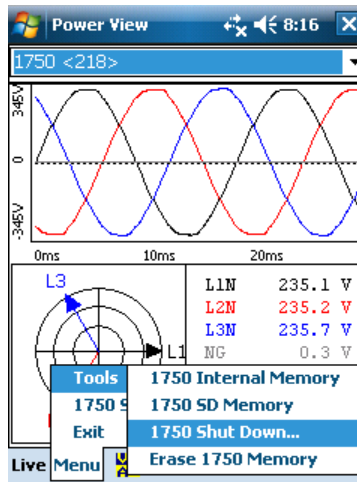 Power View 8:16
1750 <218>
345V
0
-345V
0ms 10ms 20ms
L3
L1
L1N 235.1 V
L2N 235.2 V
L3N 235.7 V
NG 0.3 V
Tools
1750 S
Exit
1750 Internal Memory
1750 SD Memory
1750 Shut Down...
Erase 1750 Memory
Live Menu